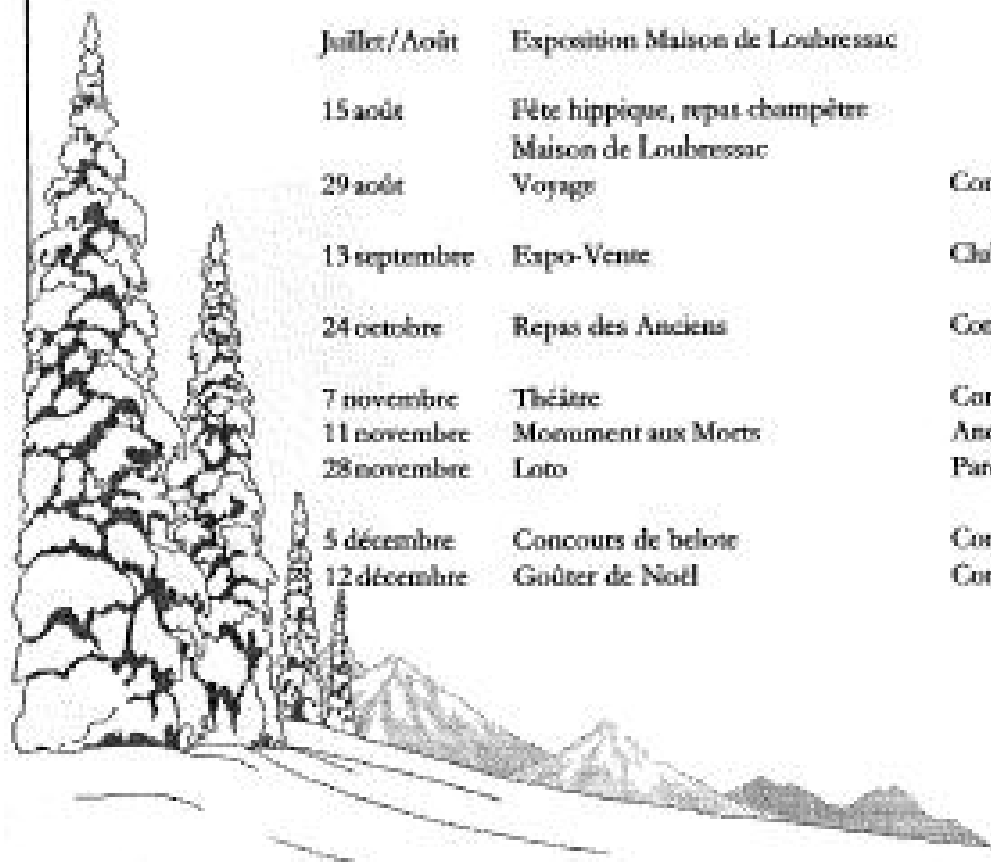 Juillet/Août Exposition Maison de Loubressac
15 août Fête hippique, repas champêtre
Maison de Loubressac
29 août Voyage
13 septembre Expo-Vente
24 octobre Repas des Anciens
7 novembre Théâtre
11 novembre Monument aux Morts
28 novembre Loto
5 décembre Concours de belote
12 décembre Goûter de Noël